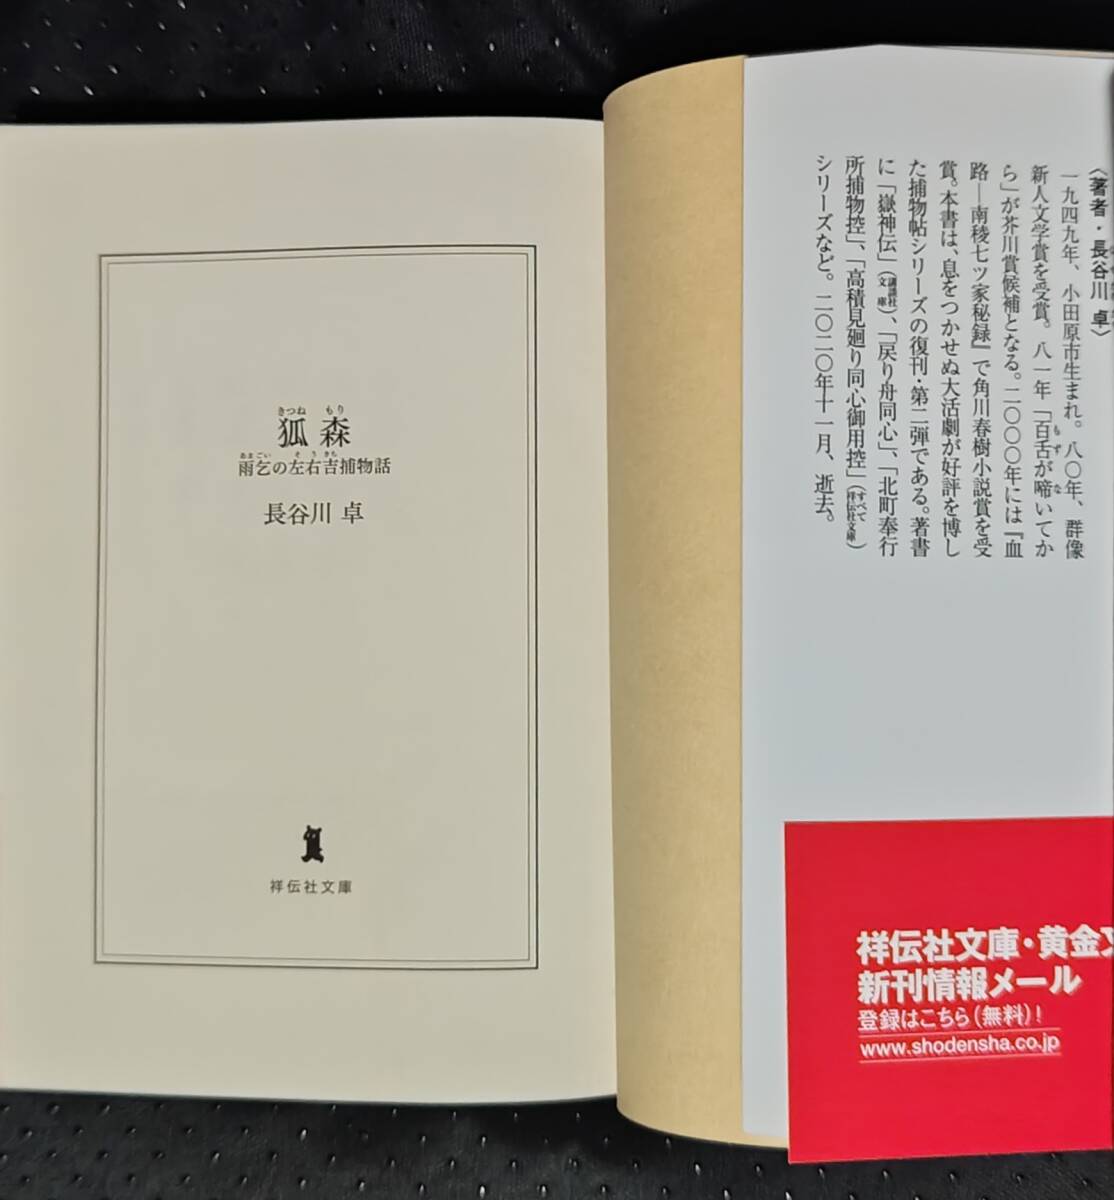 狐森
雨乞の左右吉捕物話
長谷川 卓
祥伝社文庫
〈著者・長谷川 卓〉
一九四九年、小田原市生まれ。八〇年、群像
新人文学賞を受賞。八一年「百舌が啼いてか
ら」が芥川賞候補となる。二〇〇〇年には『血
路―南稜七ツ家秘録』で角川春樹小説賞を受
賞。本書は、息をつかせぬ大活劇が好評を博し
た捕物帖シリーズの復刊・第二弾である。著書
に「嶽神伝」(講談社文庫)、「戻り舟同心」、「北町奉行
所捕物控」、「高積見廻り同心御用控」(すべて祥伝社文庫)
シリーズなど。二〇二〇年十一月、逝去。
祥伝社文庫・黄金文
新刊情報メール
登録はこちら(無料)!
www.shodensha.co.jp